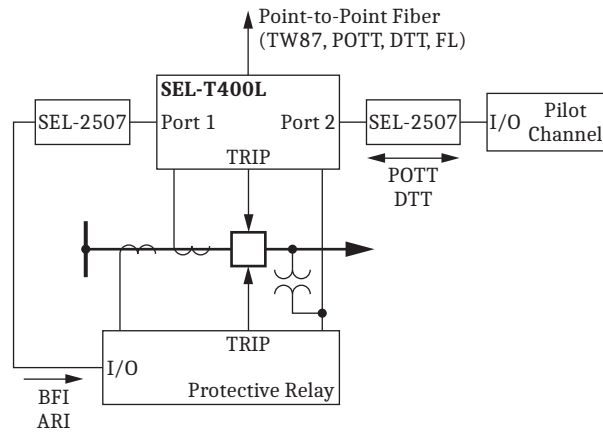 Point-to-Point Fiber
(TW87, POTT, DTT, FL)
SEL-T400L
SEL-2507
Port 1
Port 2
SEL-2507
I/O
Pilot
Channel
TRIP
POTT
DTT
TRIP
I/O
Protective Relay
BFI
ARI